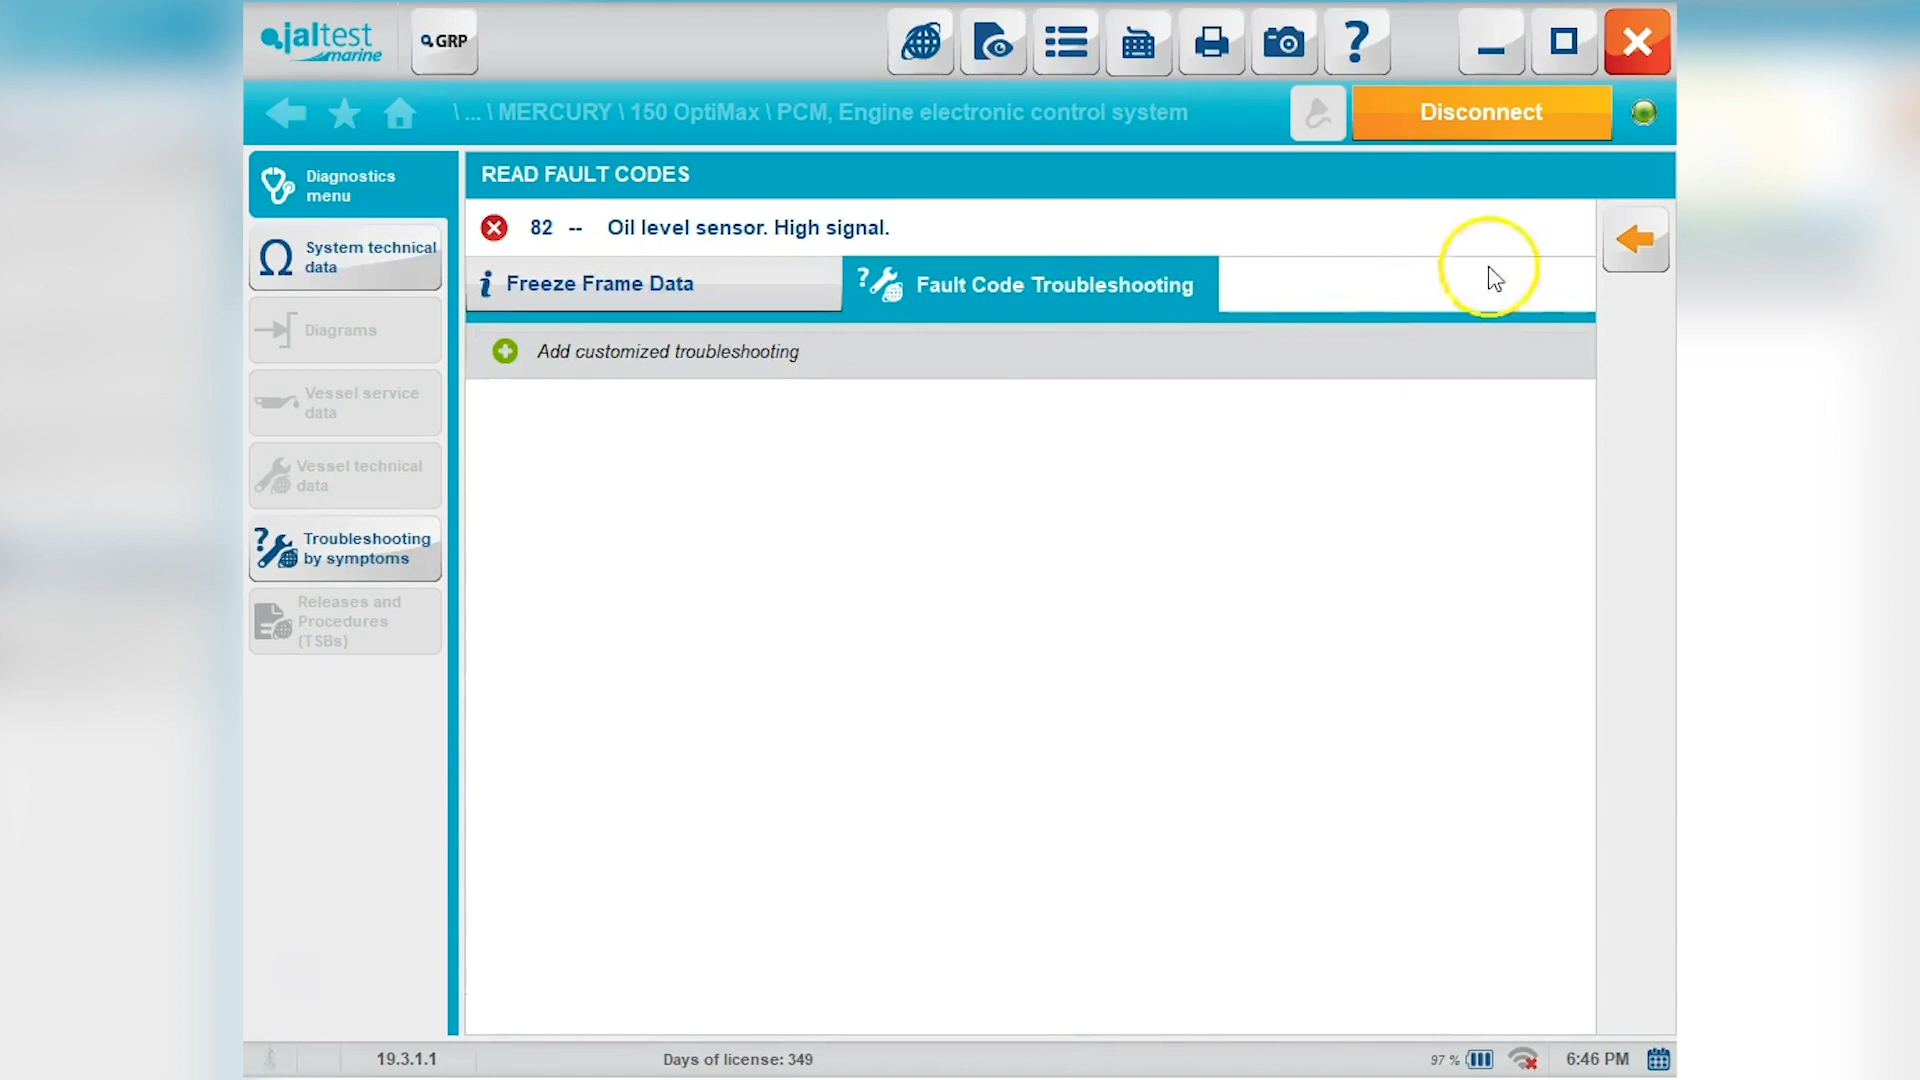 jaltest
marine
GRP
?
\ ... \ MERCURY \ 150 OptiMax \ PCM, Engine electronic control system
Disconnect
Diagnostics
menu
System technical
data
Diagrams
Vessel service
data
Vessel technical
data
Troubleshooting
by symptoms
Releases and
Procedures
(TSBs)
READ FAULT CODES
82 -- Oil level sensor. High signal.
Freeze Frame Data
Fault Code Troubleshooting
Add customized troubleshooting
19.3.1.1
Days of license: 349
97 %
6:46 PM